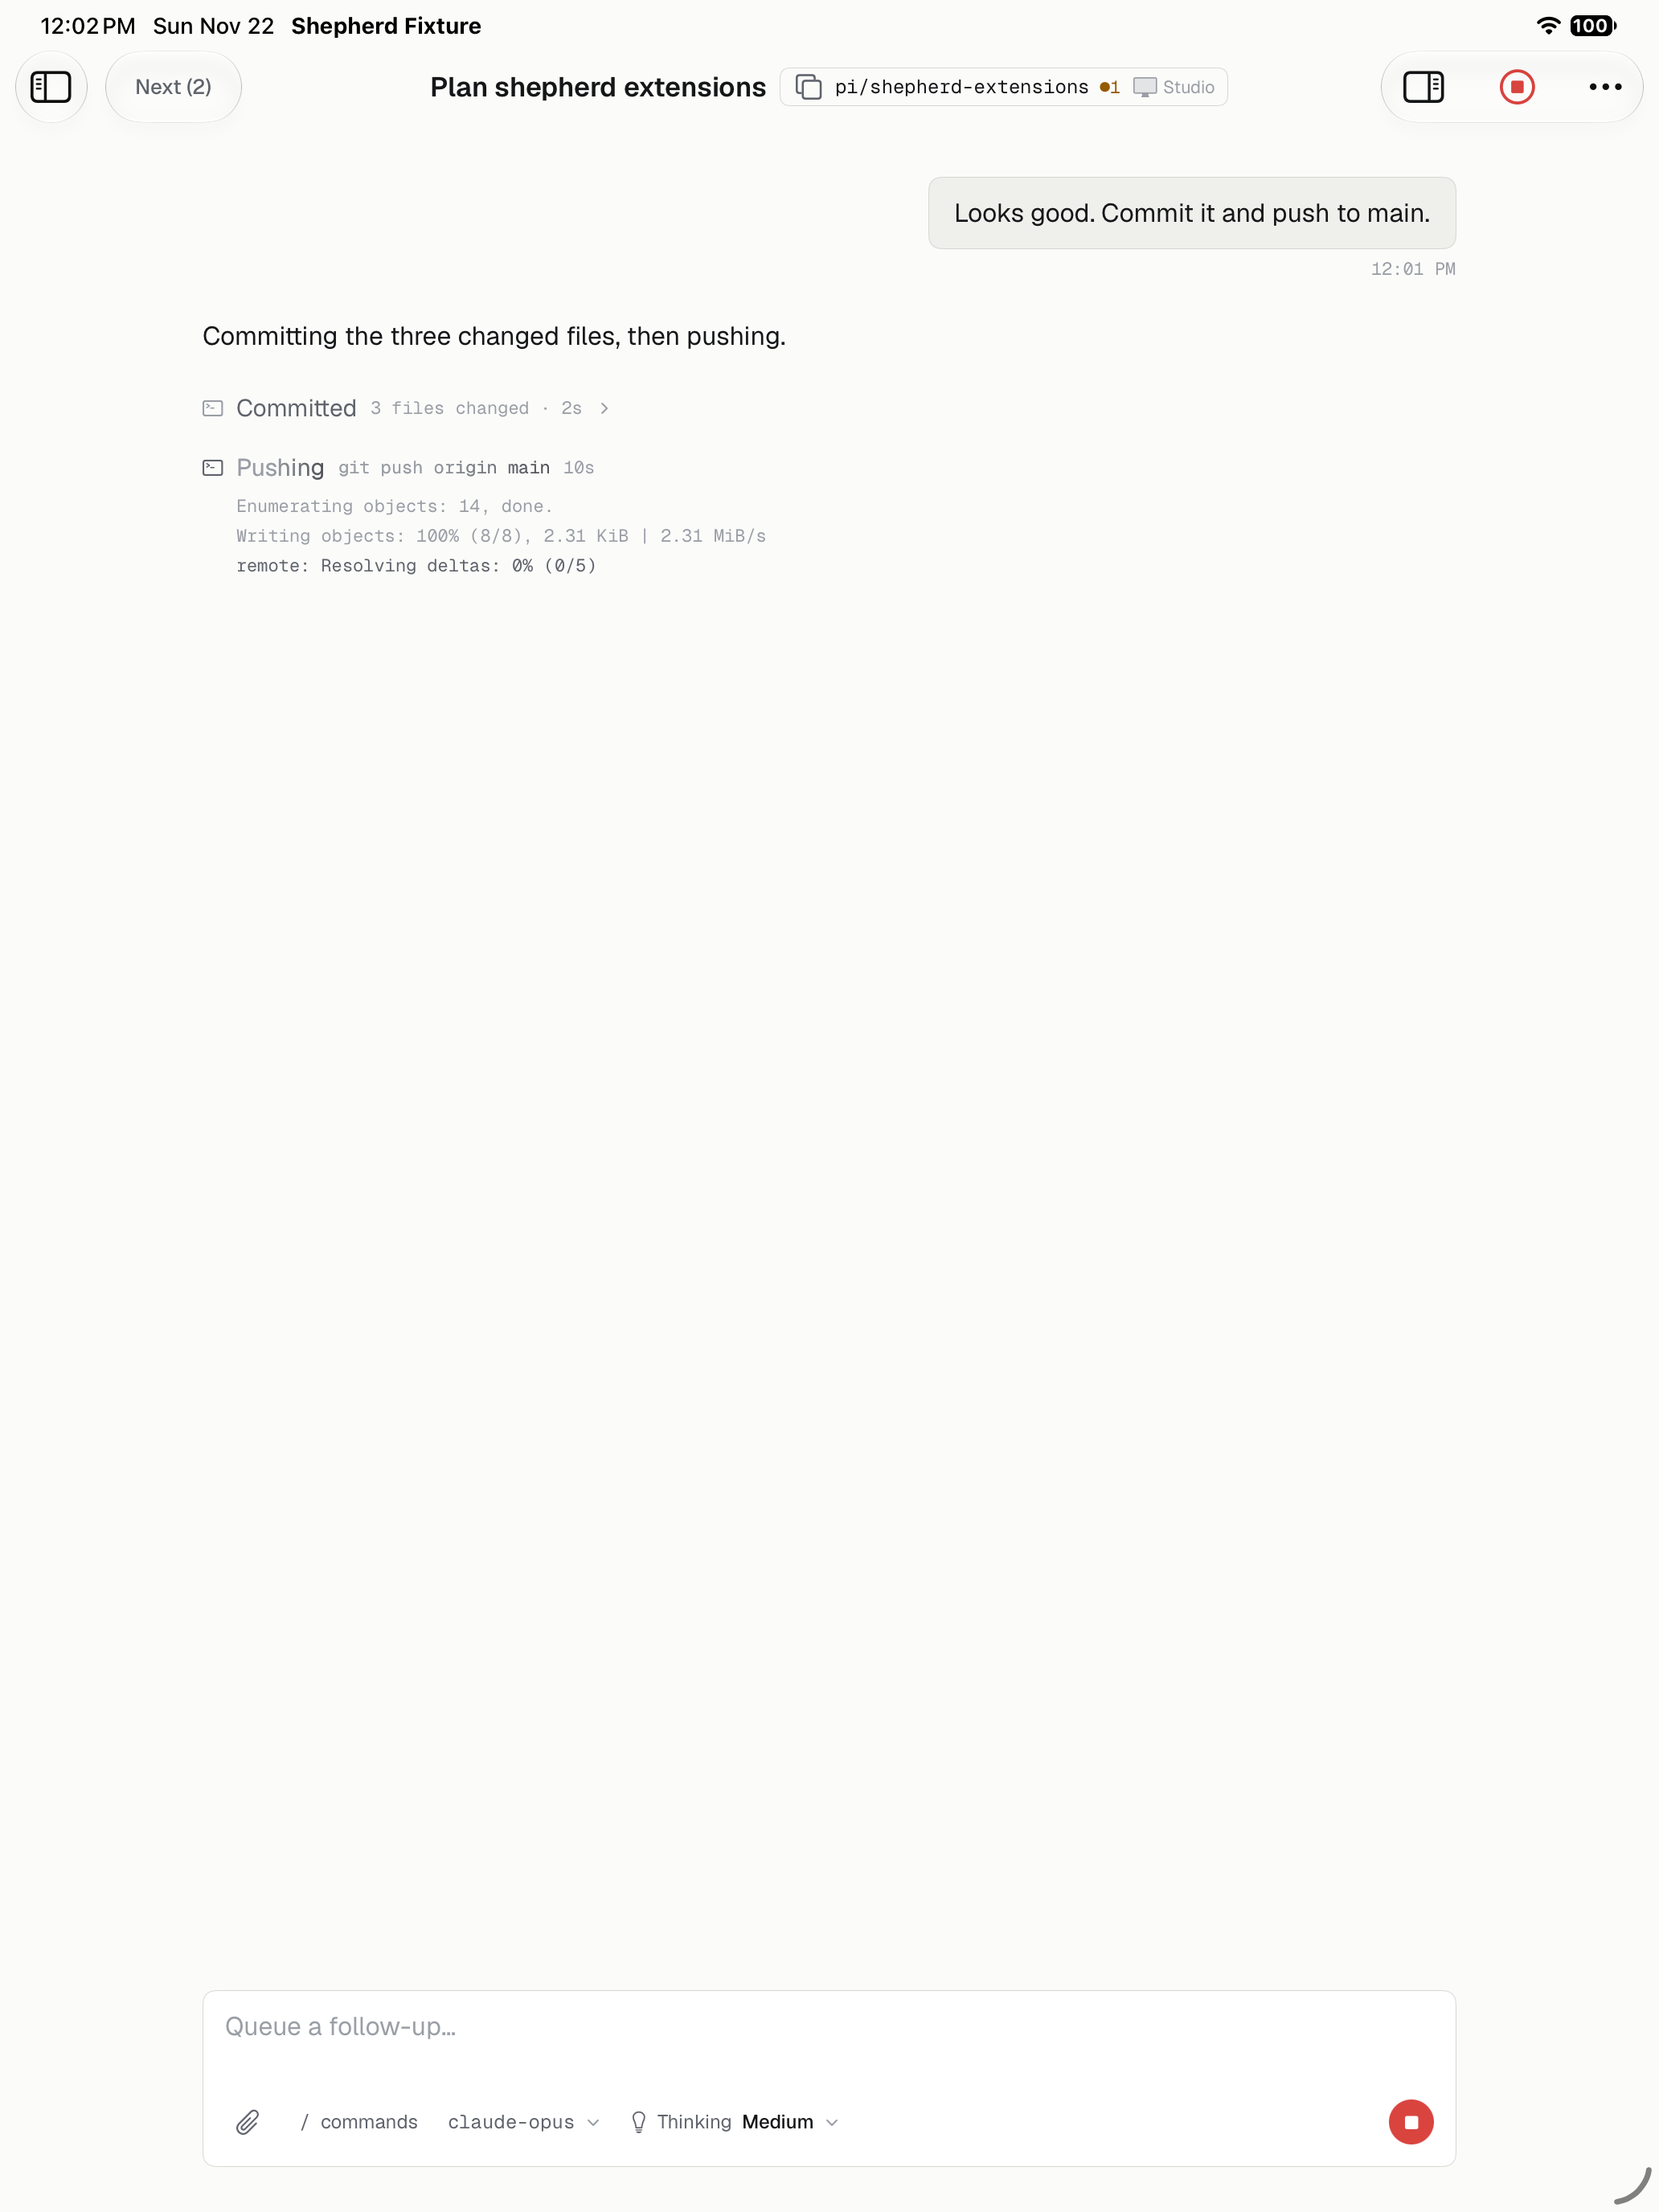 12:02 PM Sun Nov 22 Shepherd Fixture 100
Next (2) Plan shepherd extensions pi/shepherd-extensions 1 Studio
Looks good. Commit it and push to main.
12:01 PM
Committing the three changed files, then pushing.
Committed 3 files changed · 2s
Pushing git push origin main 10s
Enumerating objects: 14, done.
Writing objects: 100% (8/8), 2.31 KiB | 2.31 MiB/s
remote: Resolving deltas: 0% (0/5)
Queue a follow-up…
/ commands claude-opus Thinking Medium